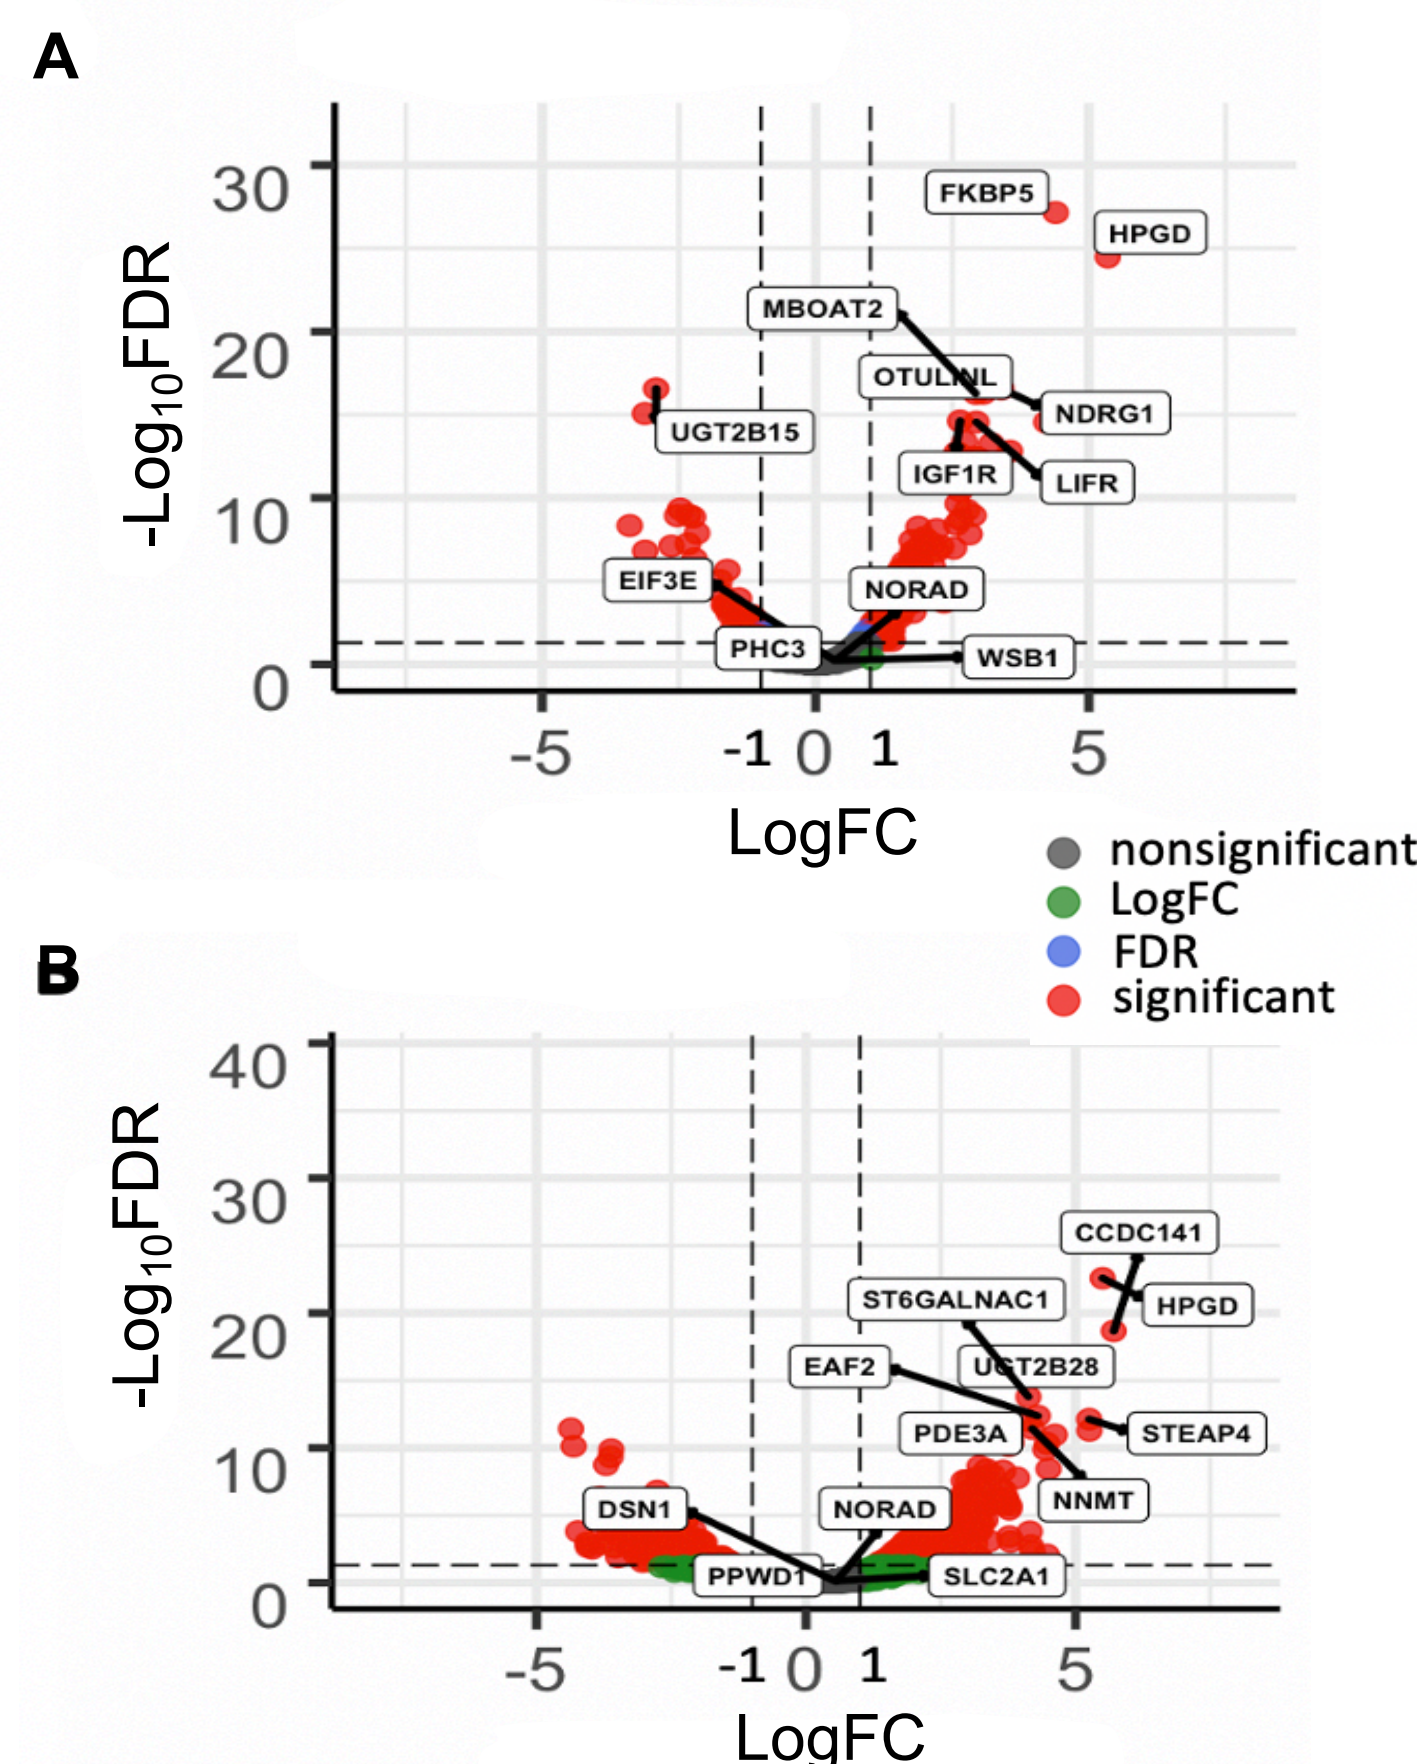 A
30
20
10
0
-Log10FDR
FKBP5
HPGD
MBOAT2
OTULINL
NDRG1
UGT2B15
IGF1R
LIFR
EIF3E
NORAD
PHC3
WSB1
-5 -1 0 1 5
LogFC
nonsignificant
LogFC
FDR
significant
B
40
30
20
10
0
-Log10FDR
CCDC141
ST6GALNAC1
HPGD
EAF2
UGT2B28
PDE3A
STEAP4
DSN1
NORAD
NNMT
PPWD1
SLC2A1
-5 -1 0 1 5
LogFC